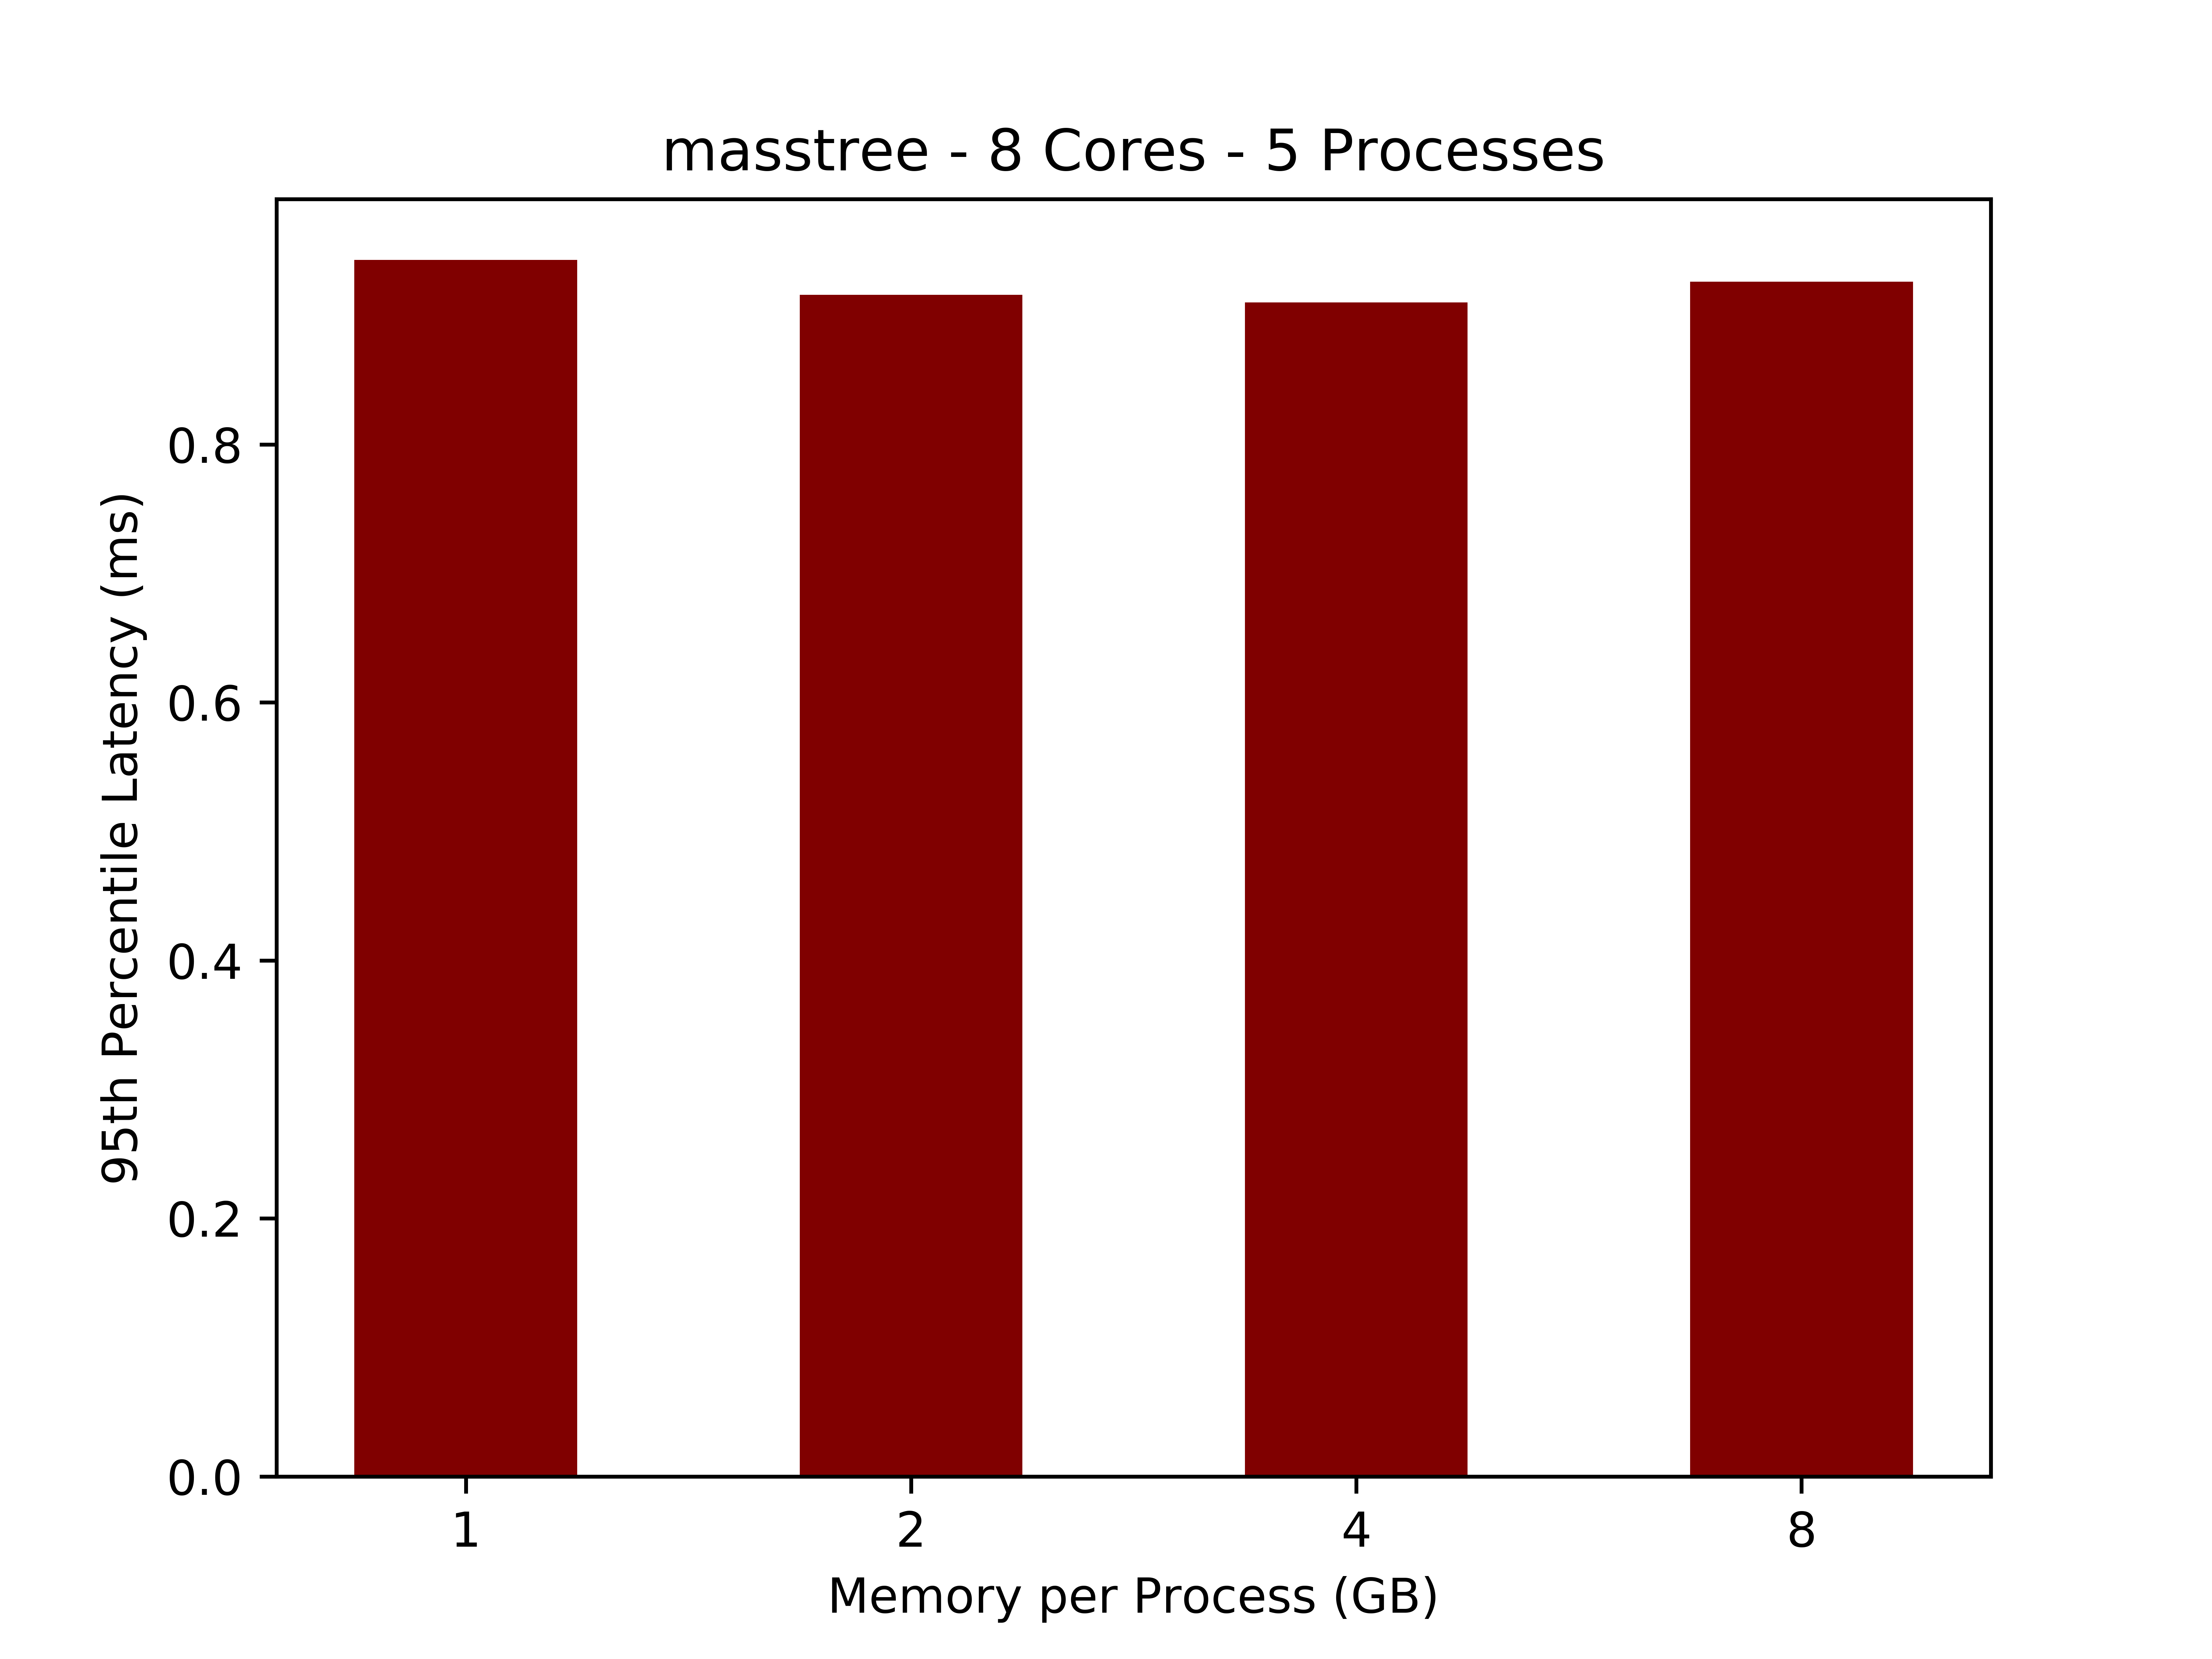 masstree - 8 Cores - 5 Processes
95th Percentile Latency (ms)
0.8
0.6
0.4
0.2
0.0
1 2 4 8
Memory per Process (GB)